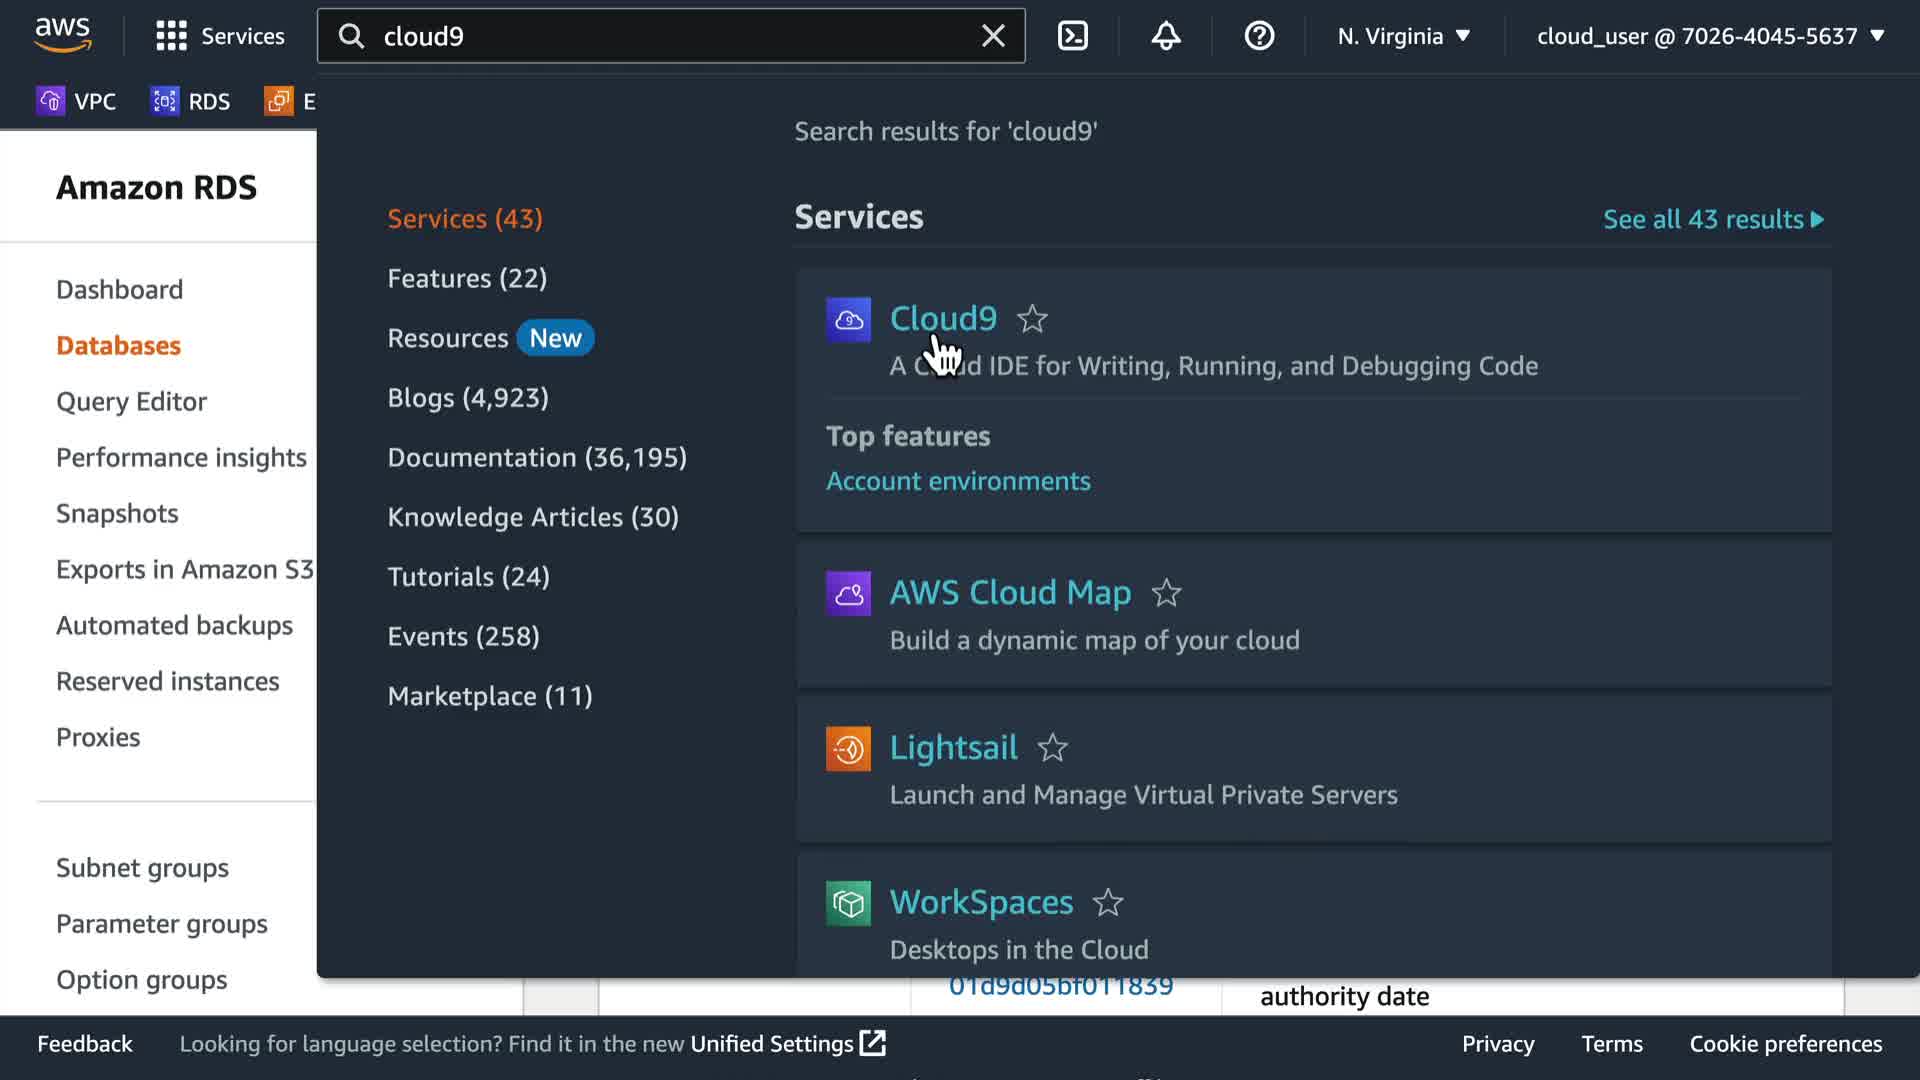 aws
Services
cloud9
N. Virginia
cloud_user @ 7026-4045-5637
VPC
RDS
E
Search results for 'cloud9'
Amazon RDS
Dashboard
Databases
Query Editor
Performance insights
Snapshots
Exports in Amazon S3
Automated backups
Reserved instances
Proxies
Subnet groups
Parameter groups
Option groups
Services (43)
Features (22)
Resources New
Blogs (4,923)
Documentation (36,195)
Knowledge Articles (30)
Tutorials (24)
Events (258)
Marketplace (11)
Services
See all 43 results
Cloud9
A Cloud IDE for Writing, Running, and Debugging Code
Top features
Account environments
AWS Cloud Map
Build a dynamic map of your cloud
Lightsail
Launch and Manage Virtual Private Servers
WorkSpaces
Desktops in the Cloud
01d9d05bf011839
authority date
Feedback
Looking for language selection? Find it in the new Unified Settings
Privacy
Terms
Cookie preferences